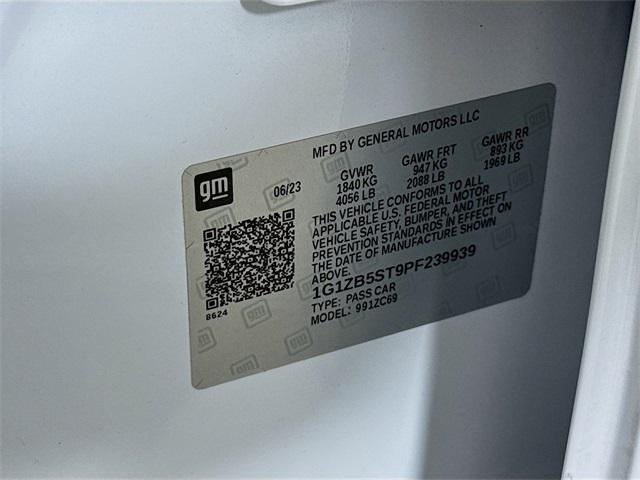 MFD BY GENERAL MOTORS LLC
gm
06/23
GVWR GAWR FRT GAWR RR
1840 KG 947 KG 893 KG
4056 LB 2088 LB 1969 LB
THIS VEHICLE CONFORMS TO ALL
APPLICABLE U.S. FEDERAL MOTOR
VEHICLE SAFETY, BUMPER, AND THEFT
PREVENTION STANDARDS IN EFFECT ON
THE DATE OF MANUFACTURE SHOWN
ABOVE.
1G1ZB5ST9PF239939
TYPE: PASS CAR
MODEL: 991ZC69
8624